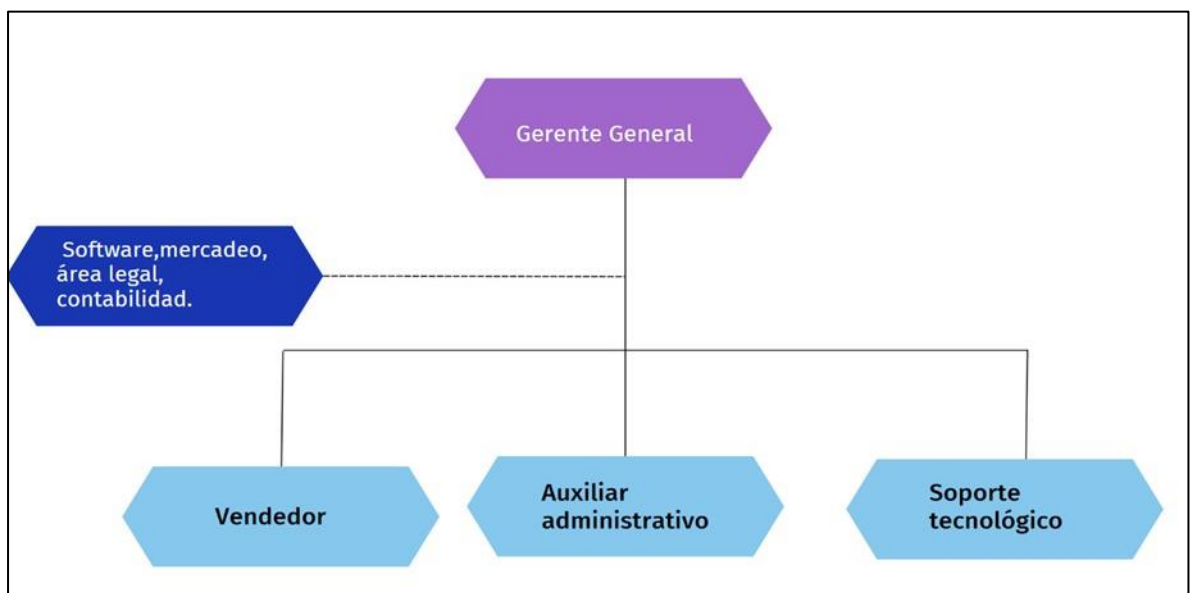 Gerente General
Software,mercadeo,
área legal,
contabilidad.
Vendedor
Auxiliar
administrativo
Soporte
tecnológico